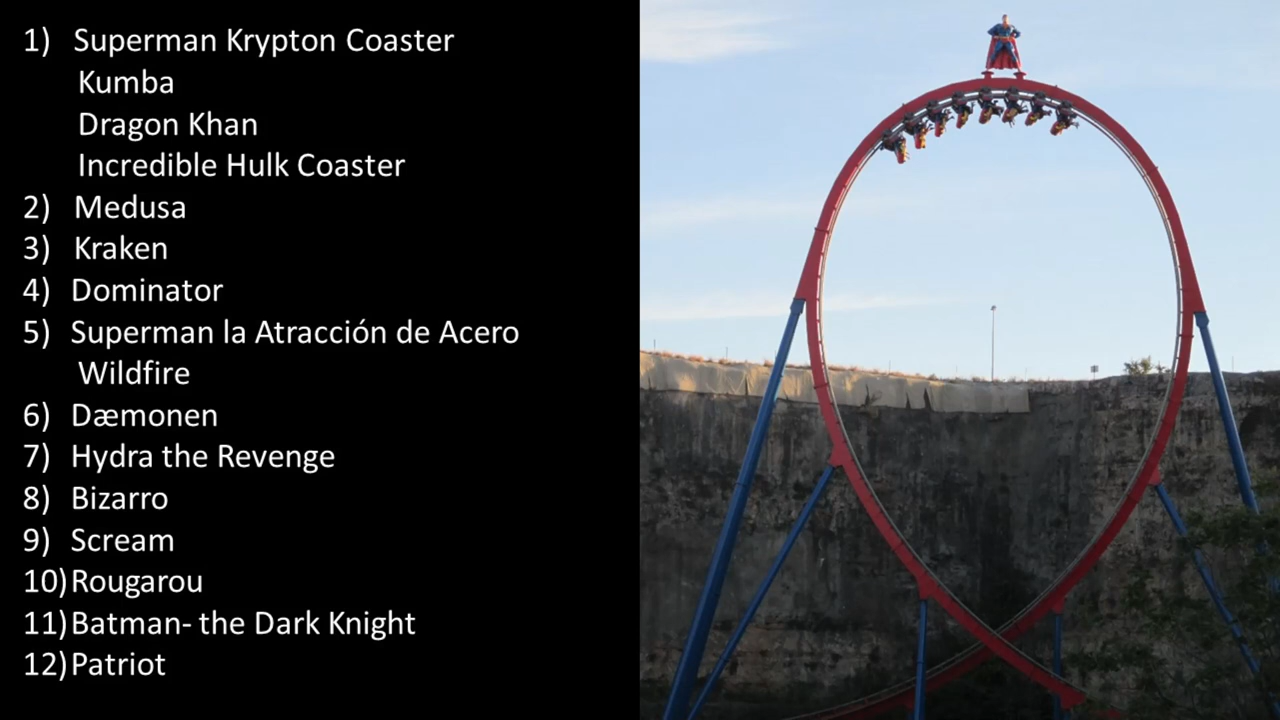 1) Superman Krypton Coaster
Kumba
Dragon Khan
Incredible Hulk Coaster
2) Medusa
3) Kraken
4) Dominator
5) Superman la Atracción de Acero
Wildfire
6) Dæmonen
7) Hydra the Revenge
8) Bizarro
9) Scream
10) Rougarou
11) Batman- the Dark Knight
12) Patriot